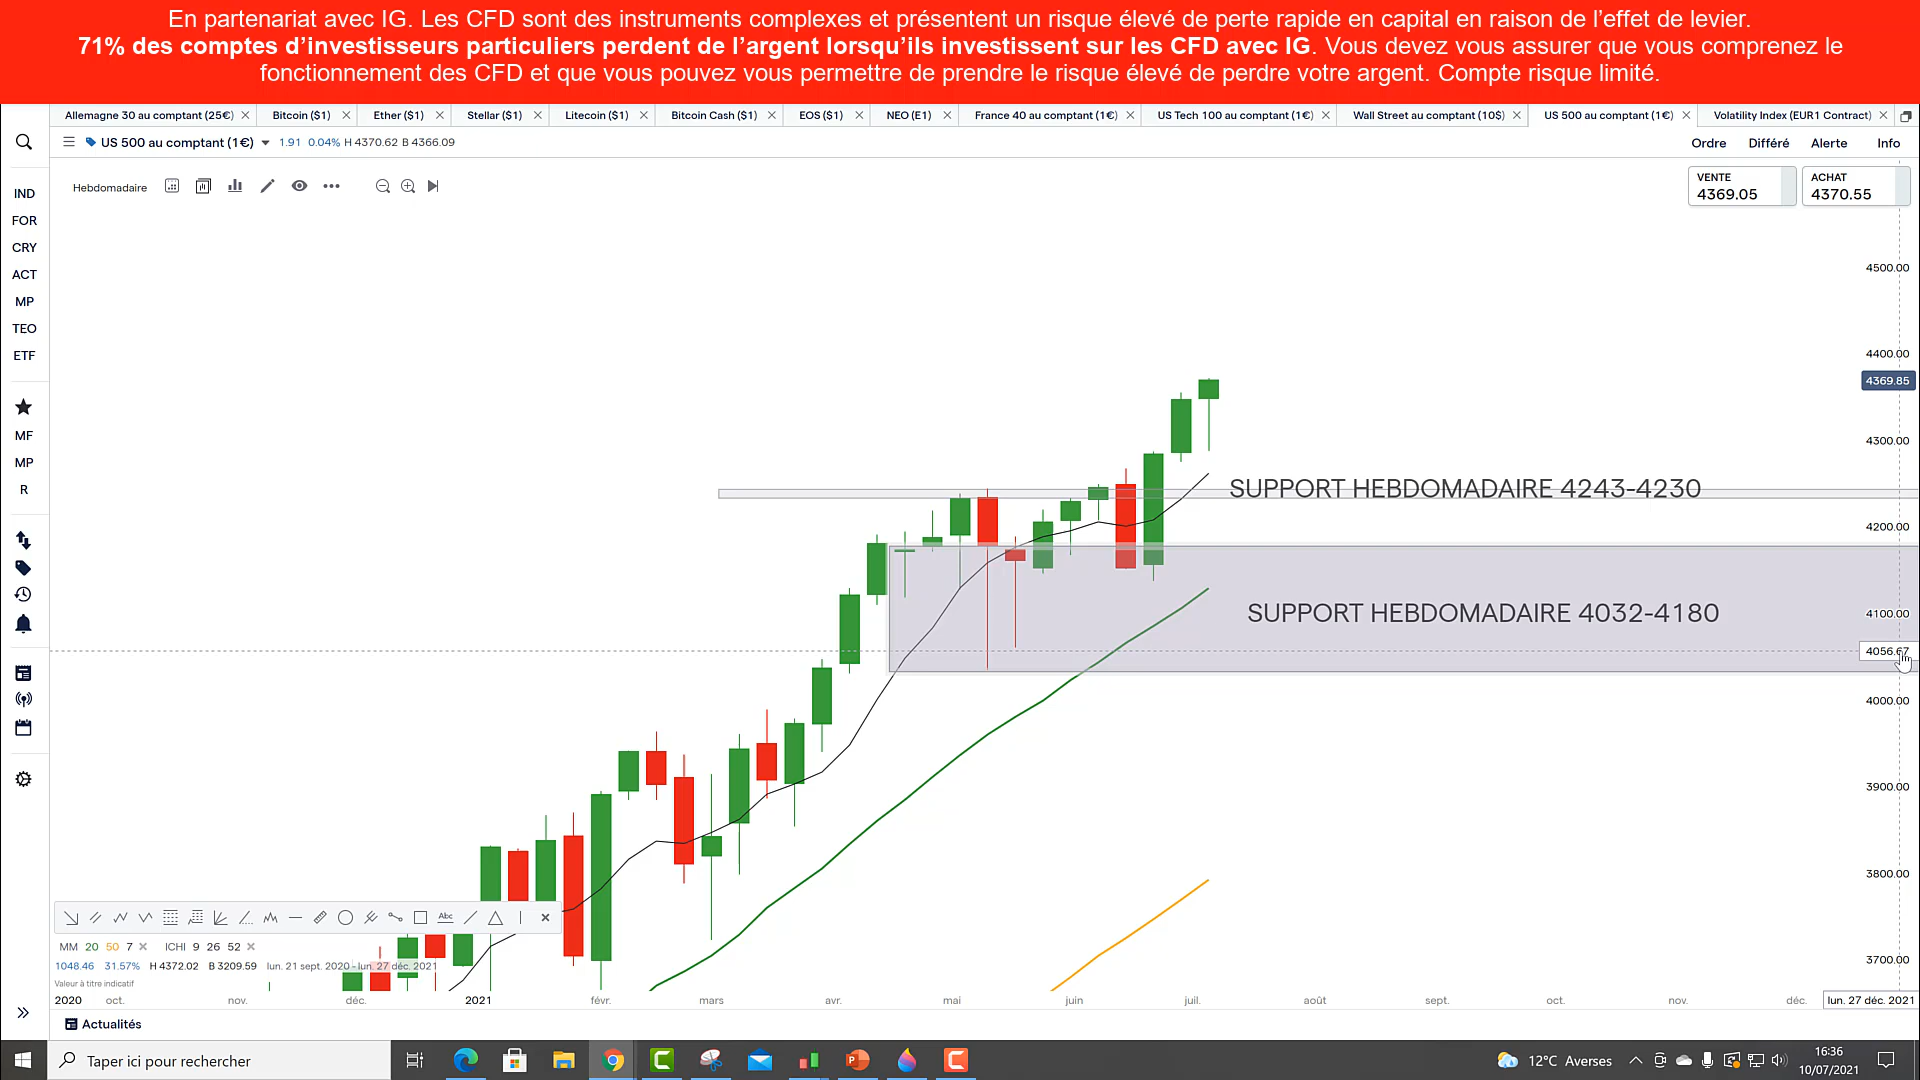 En partenariat avec IG. Les CFD sont des instruments complexes et présentent un risque élevé de perte rapide en capital en raison de l’effet de levier.
71% des comptes d’investisseurs particuliers perdent de l’argent lorsqu’ils investissent sur les CFD avec IG. Vous devez vous assurer que vous comprenez le
fonctionnement des CFD et que vous pouvez vous permettre de prendre le risque élevé de perdre votre argent. Compte risque limité.
Allemagne 30 au comptant (25€) Bitcoin ($1) Ether ($1) Stellar ($1) Litecoin ($1) Bitcoin Cash ($1) EOS ($1) NEO (E1) France 40 au comptant (1€) US Tech 100 au comptant (1€) Wall Street au comptant (10$) US 500 au comptant (1€) Volatility Index (EUR1 Contract)
US 500 au comptant (1€) 1.91 0.04% H 4370.62 B 4366.09 Ordre Différé Alerte Info
Hebdomadaire
VENTE
4369.05
ACHAT
4370.55
IND
FOR
CRY
ACT
MP
TEO
ETF
MF
MP
R
4500.00
4400.00
4369.85
4300.00
SUPPORT HEBDOMADAIRE 4243-4230
4200.00
SUPPORT HEBDOMADAIRE 4032-4180
4100.00
4056.67
4000.00
3900.00
3800.00
3700.00
Abc
MM 20 50 7 ICHI 9 26 52
1048.46 31.57% H 4372.02 B 3209.59 lun. 21 sept. 2020 - lun. 27 déc. 2021
Valeur à titre indicatif
2020 oct. nov. déc. 2021 févr. mars avr. mai juin juil. août sept. oct. nov. déc. lun. 27 déc. 2021
Actualités
Taper ici pour rechercher
12°C Averses
16:36
10/07/2021